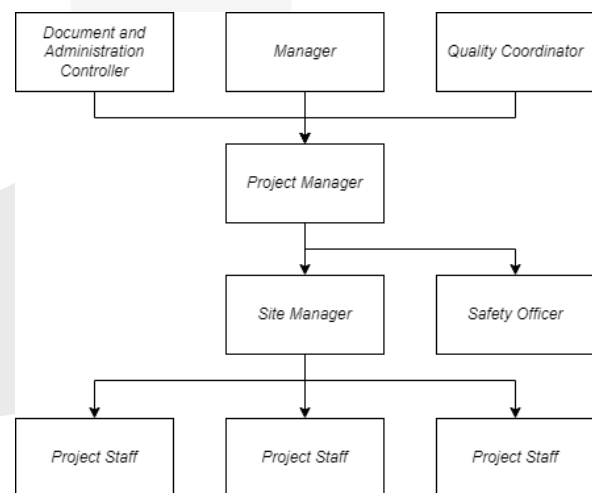 Document and
Administration
Controller
Manager
Quality Coordinator
Project Manager
Site Manager
Safety Officer
Project Staff
Project Staff
Project Staff